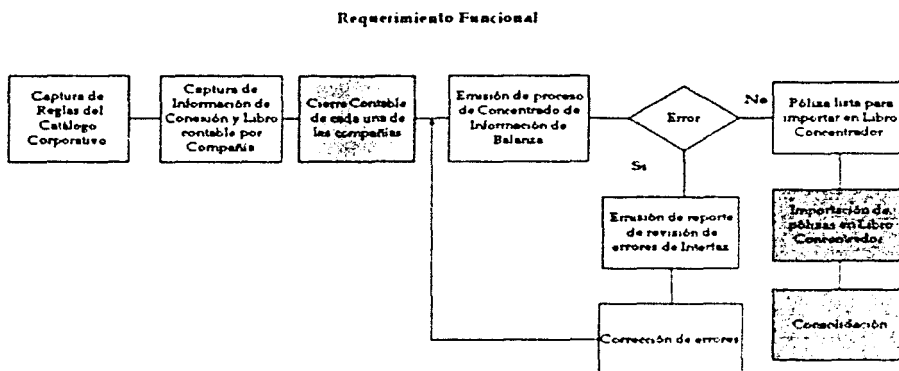 Requerimiento Funcional
Captura de
Reglas del
Catálogo
Corporativo
Captura de
Información de
Conexión y Libro
contable por
Compañía
Cierre Contable
de cada una de
las compañías
Emisión de proceso
de Concentrado de
Información de
Balanza
Error
No
Si
Póliza lista para
importar en Libro
Concentrador
Emisión de reporte
de revisión de
errores de Interfaz
Importación de
pólizas en Libro
Concentrador
Corrección de errores
Consolidación